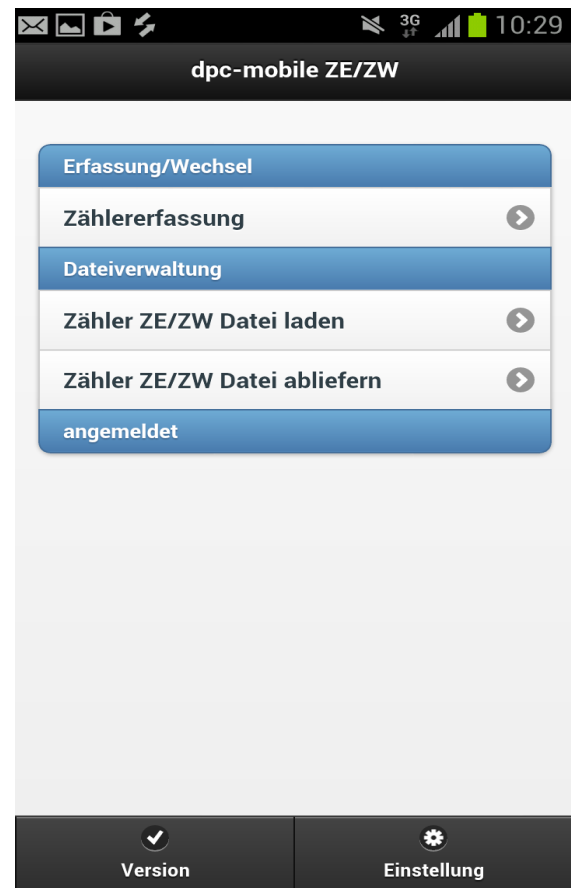 3G 10:29
dpc-mobile ZE/ZW
Erfassung/Wechsel
Zählererfassung
Dateiverwaltung
Zähler ZE/ZW Datei laden
Zähler ZE/ZW Datei abliefern
angemeldet
Version Einstellung